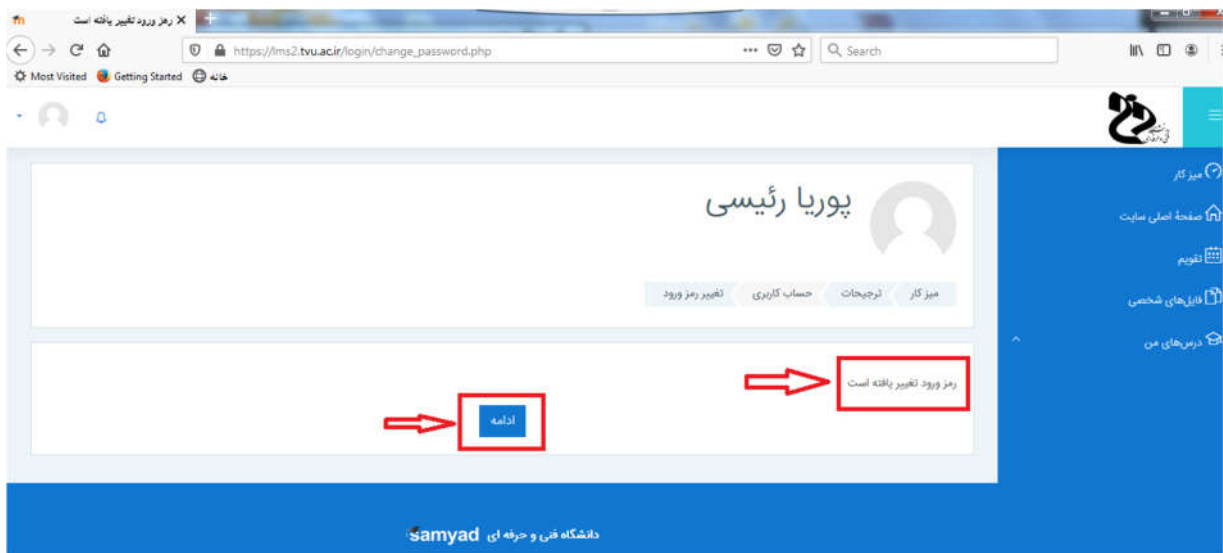 رمز ورود تغییر یافته است
https://lms2.tvu.ac.ir/login/change_password.php
Search
Most Visited
Getting Started
خانه
میز کار
صفحهٔ اصلی سایت
تقویم
فایل‌های شخصی
درس‌های من
پوریا رئیسی
میز کار
ترجیحات
حساب کاربری
تغییر رمز ورود
رمز ورود تغییر یافته است
ادامه
دانشگاه فنی و حرفه ای samyad